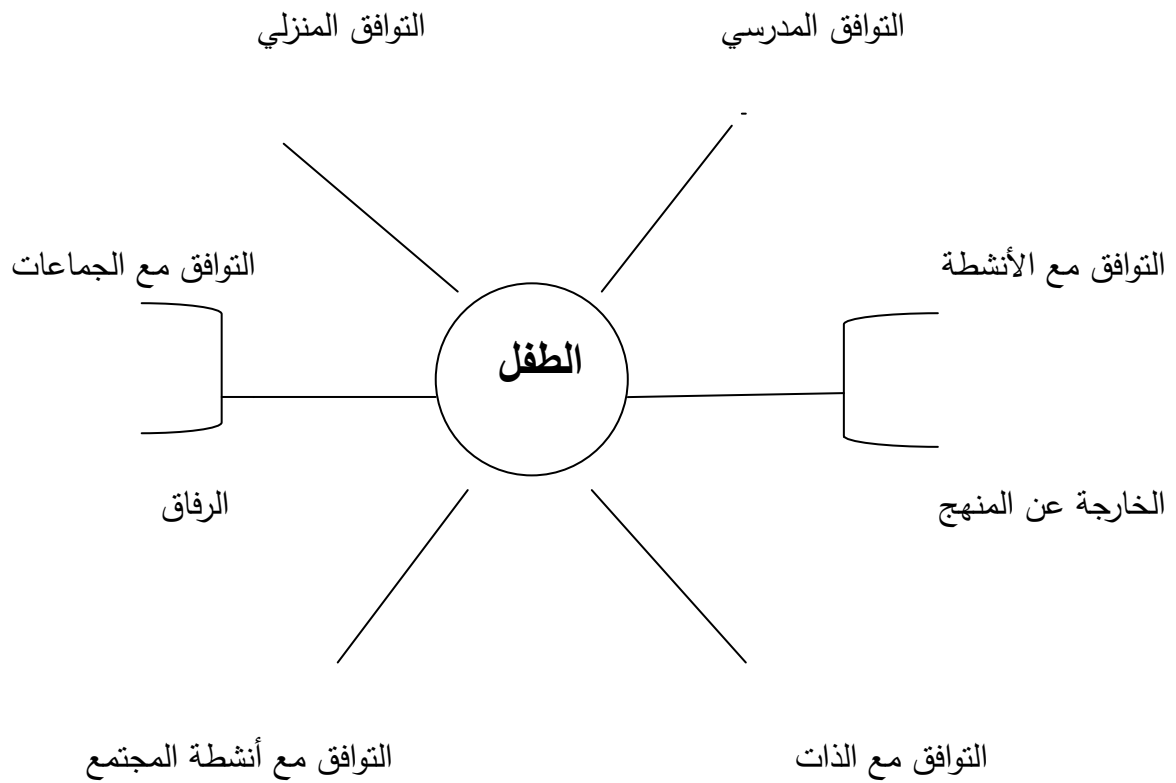 التوافق المدرسي
التوافق المنزلي
-
التوافق مع الأنشطة
التوافق مع الجماعات
الطفل
الخارجة عن المنهج
الرفاق
التوافق مع الذات
التوافق مع أنشطة المجتمع